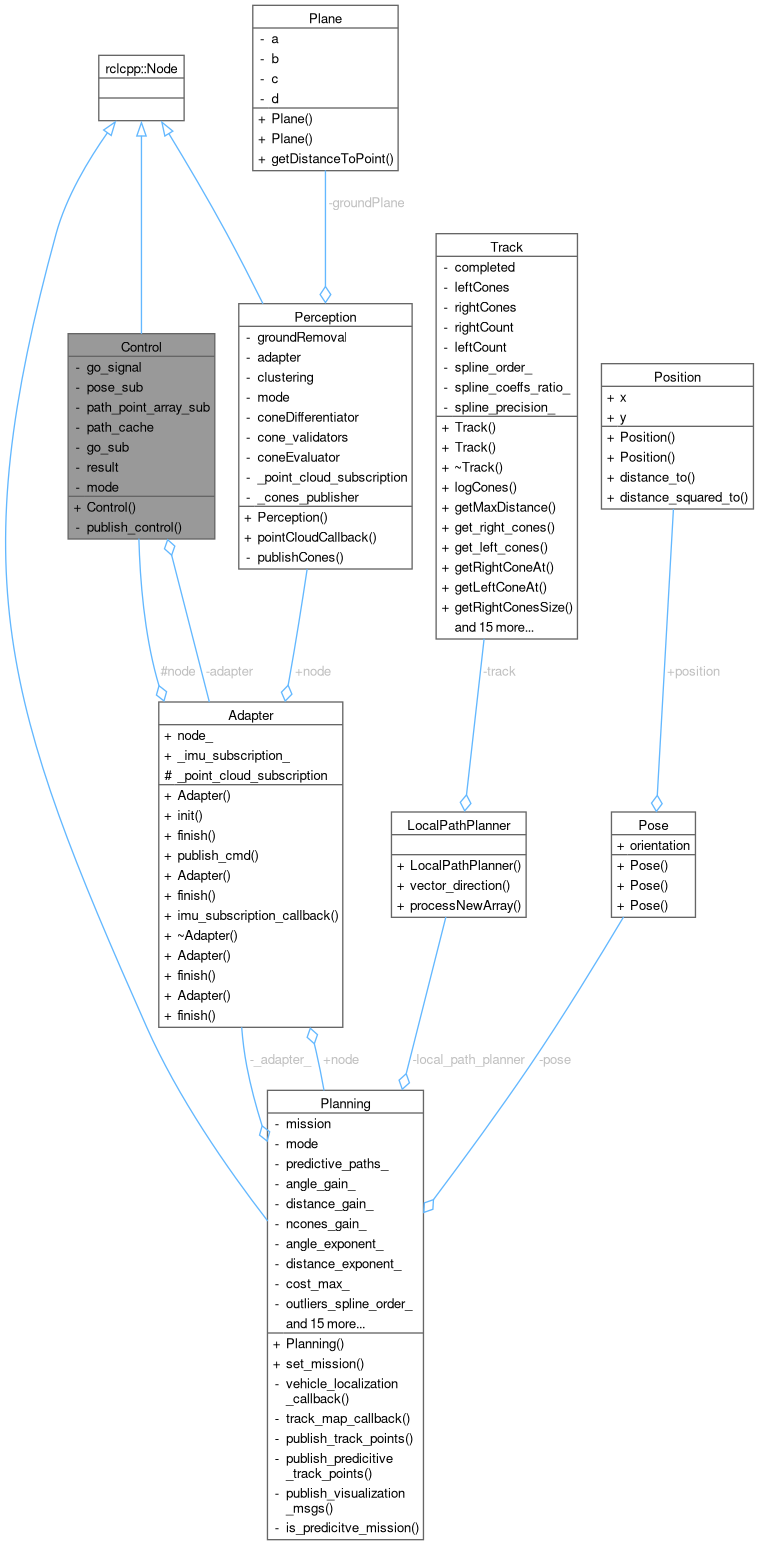 Plane
- a
- b
- c
- d
+ Plane()
+ Plane()
+ getDistanceToPoint()
rclcpp::Node
-groundPlane
Track
- completed
- leftCones
- rightCones
- rightCount
- leftCount
- spline_order_
- spline_coeffs_ratio_
- spline_precision_
+ Track()
+ Track()
+ ~Track()
+ logCones()
+ getMaxDistance()
+ get_right_cones()
+ get_left_cones()
+ getRightConeAt()
+ getLeftConeAt()
+ getRightConesSize()
and 15 more...
Perception
- groundRemoval
- adapter
- clustering
- mode
- coneDifferentiator
- cone_validators
- coneEvaluator
- _point_cloud_subscription
- _cones_publisher
+ Perception()
+ pointCloudCallback()
- publishCones()
Control
- go_signal
- pose_sub
- path_point_array_sub
- path_cache
- go_sub
- result
- mode
+ Control()
- publish_control()
Position
+ x
+ y
+ Position()
+ Position()
+ distance_to()
+ distance_squared_to()
#node
-adapter
+node
-track
+position
Adapter
+ node_
+ _imu_subscription_
# _point_cloud_subscription
+ Adapter()
+ init()
+ finish()
+ publish_cmd()
+ Adapter()
+ finish()
+ imu_subscription_callback()
+ ~Adapter()
+ Adapter()
+ finish()
+ Adapter()
+ finish()
LocalPathPlanner
+ LocalPathPlanner()
+ vector_direction()
+ processNewArray()
Pose
+ orientation
+ Pose()
+ Pose()
+ Pose()
-_adapter_
+node
-local_path_planner
-pose
Planning
- mission
- mode
- predictive_paths_
- angle_gain_
- distance_gain_
- ncones_gain_
- angle_exponent_
- distance_exponent_
- cost_max_
- outliers_spline_order_
and 15 more...
+ Planning()
+ set_mission()
- vehicle_localization
_callback()
- track_map_callback()
- publish_track_points()
- publish_predicitive
_track_points()
- publish_visualization
_msgs()
- is_predicitve_mission()